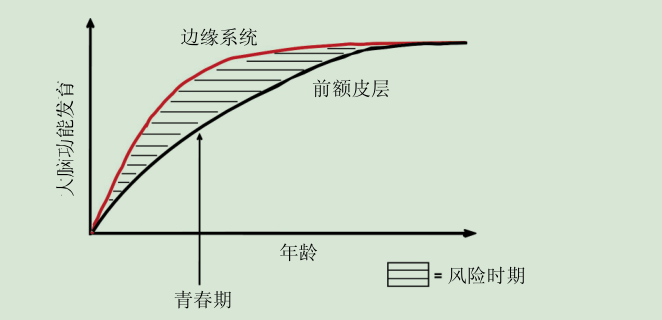 边缘系统
前额皮层
大脑功能发育
年龄
= 风险时期
青春期